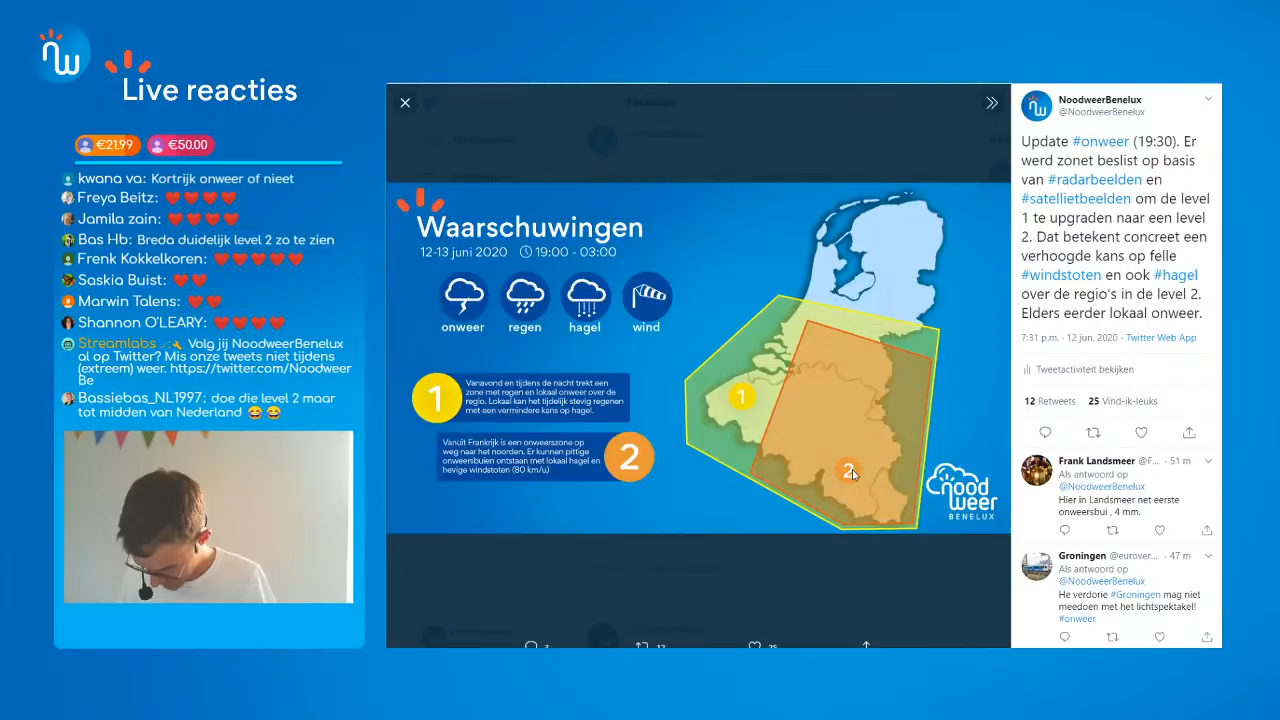 nw
Live reacties
€21.99 €50.00
kwana va: Kortrijk onweer of nieet
Freya Beitz: ❤️❤️❤️❤️
Jamila zain: ❤️❤️❤️❤️
Bas Hb: Breda duidelijk level 2 zo te zien
Frenk Kokkelkoren: ❤️❤️❤️❤️❤️
Saskia Buist: ❤️❤️
Marwin Talens: ❤️❤️
Shannon O'LEARY: ❤️❤️❤️❤️
Streamlabs: Volg jij NoodweerBenelux
al op Twitter? Mis onze tweets niet tijdens
(extreem) weer. https://twitter.com/Noodweer
Be
Bassiebas_NL1997: doe die level 2 maar
tot midden van Nederland 😂😂
Waarschuwingen
12-13 juni 2020 19:00 - 03:00
onweer regen hagel wind
1
Vanavond en tijdens de nacht trekt een
zone met regen en lokaal onweer over de
regio. Lokaal kan het tijdelijk stevig regenen
met een vermindere kans op hagel.
Vanuit Frankrijk is een onweerszone op
weg naar het noorden. Er kunnen pittige
onweersbuien ontstaan met lokaal hagel en
hevige windstoten (80 km/u)
2
1
2
nood
weer
BENELUX
NoodweerBenelux
@NoodweerBenelux
Update #onweer (19:30). Er
werd zonet beslist op basis
van #radarbeelden en
#satellietbeelden om de level
1 te upgraden naar een level
2. Dat betekent concreet een
verhoogde kans op felle
#windstoten en ook #hagel
over de regio's in de level 2.
Elders eerder lokaal onweer.
7:31 p.m. · 12 jun. 2020 · Twitter Web App
Tweetactiviteit bekijken
12 Retweets 25 Vind-ik-leuks
Frank Landsmeer @F... · 51 m
Als antwoord op
@NoodweerBenelux
Hier in Landsmeer net eerste
onweersbui , 4 mm.
Groningen @eurover... · 47 m
Als antwoord op
@NoodweerBenelux
He verdorie #Groningen mag niet
meedoen met het lichtspektakel!
#onweer